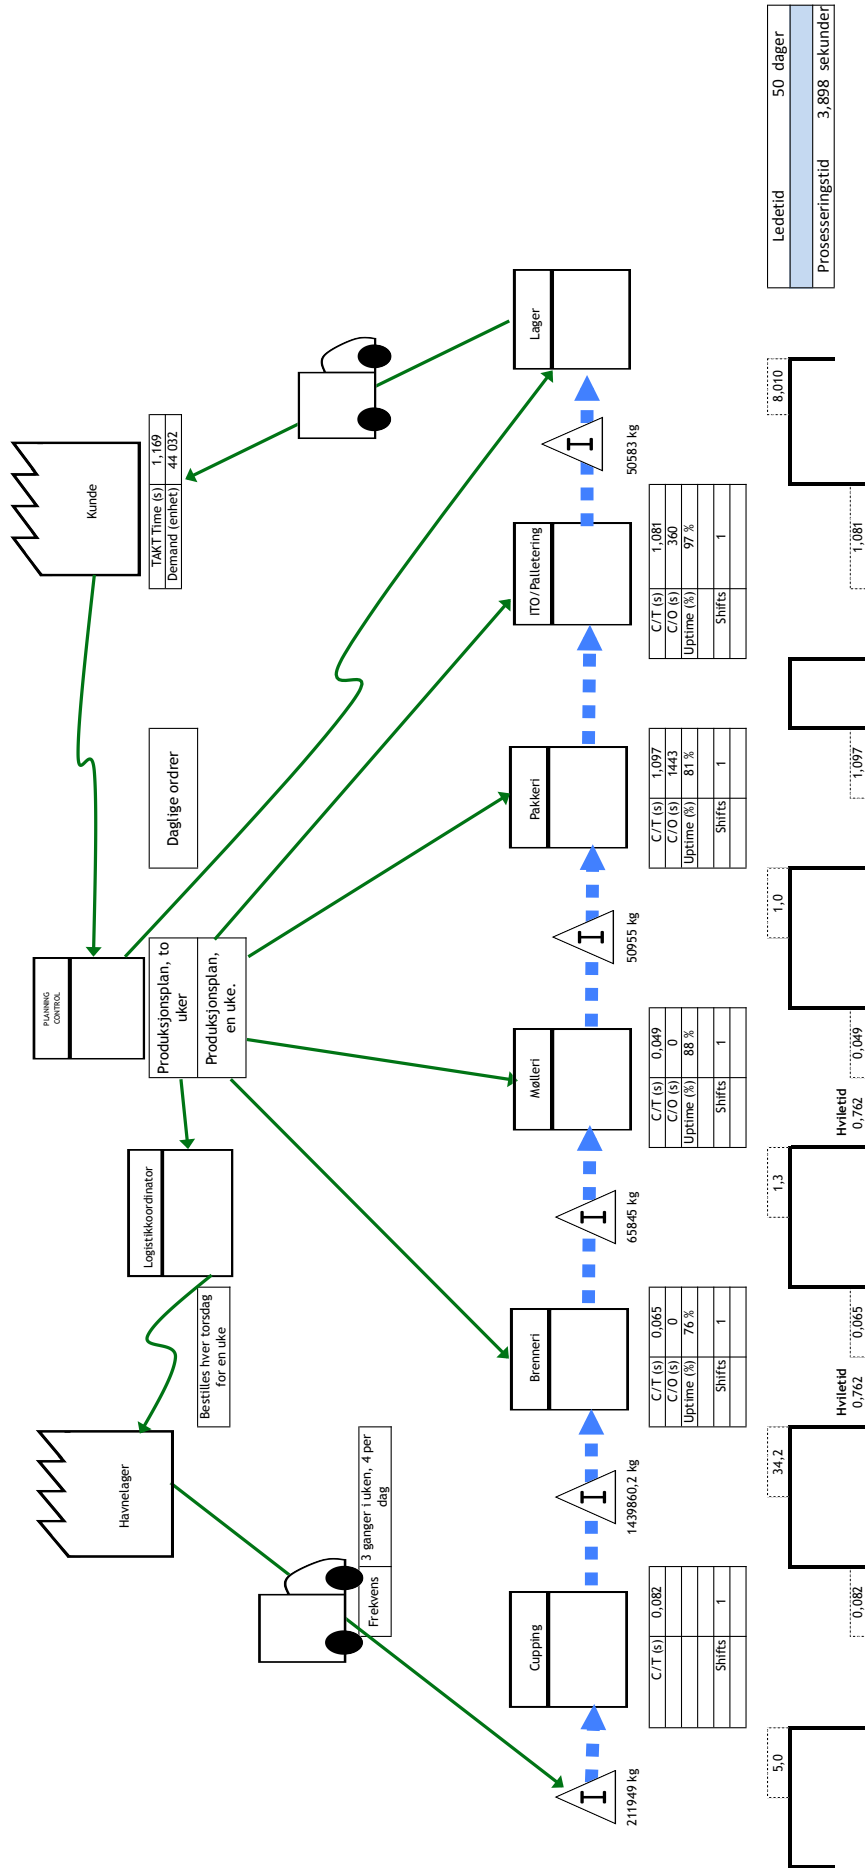 Havnelager
Bestilles hver torsdag
for en uke
Logistikkoordinator
PLANNING
CONTROL
Produksjonsplan, to
uker
Produksjonsplan,
en uke.
Daglige ordrer
Kunde
TAKT Time (s) 1,169
Demand (enhet) 44 032
Frekvens 3 ganger i uken, 4 per
dag
211949 kg
Cupping
C/T (s) 0,082
Shifts 1
1439860,2 kg
Brenneri
C/T (s) 0,065
C/O (s) 0
Uptime (%) 76 %
Shifts 1
65845 kg
Mølleri
C/T (s) 0,049
C/O (s) 0
Uptime (%) 88 %
Shifts 1
50955 kg
Pakkeri
C/T (s) 1,097
C/O (s) 1443
Uptime (%) 81 %
Shifts 1
ITO/Palletering
C/T (s) 1,081
C/O (s) 360
Uptime (%) 97 %
Shifts 1
50583 kg
Lager
5,0
0,082
34,2
Hviletid
0,762
0,065
1,3
Hviletid
0,762
0,049
1,0
1,097
1,081
8,010
Ledetid 50 dager
Prosesseringstid 3,898 sekunder